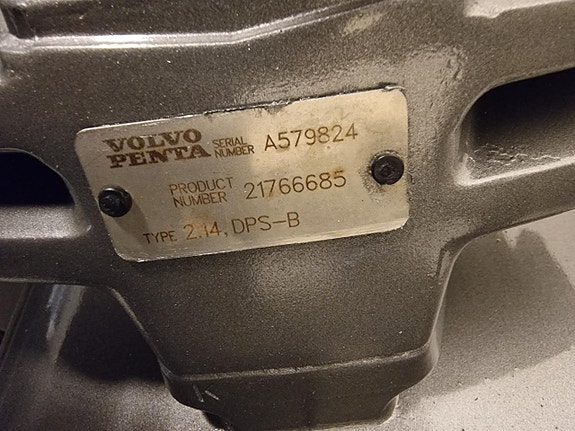 VOLVO PENTA SERIAL NUMBER A579824
PRODUCT NUMBER 21766685
TYPE 2.14, DPS-B